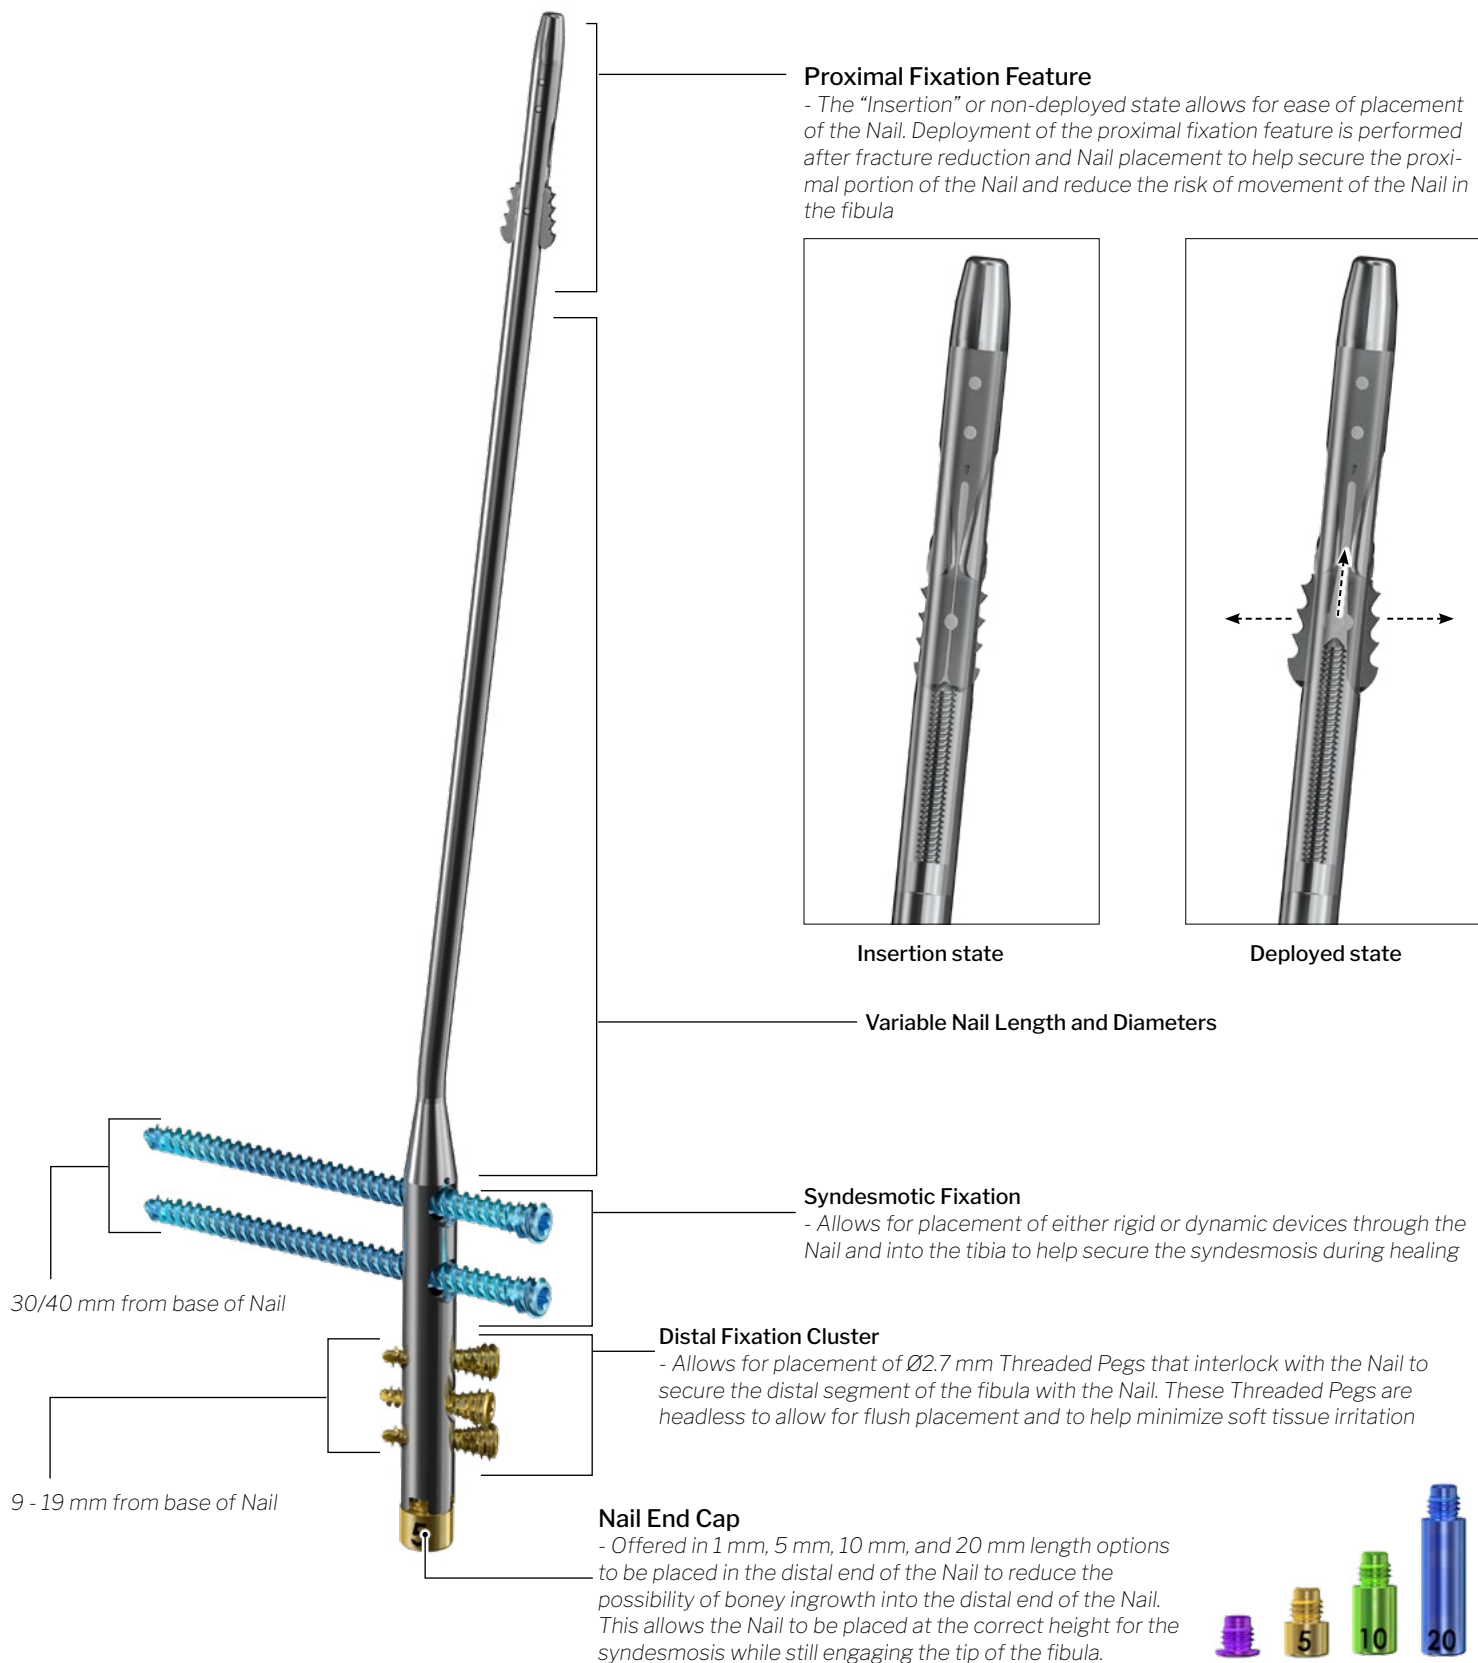 Proximal Fixation Feature
- The “Insertion” or non-deployed state allows for ease of placement
of the Nail. Deployment of the proximal fixation feature is performed
after fracture reduction and Nail placement to help secure the proxi-
mal portion of the Nail and reduce the risk of movement of the Nail in
the fibula
Insertion state
Deployed state
Variable Nail Length and Diameters
Syndesmotic Fixation
- Allows for placement of either rigid or dynamic devices through the
Nail and into the tibia to help secure the syndesmosis during healing
30/40 mm from base of Nail
Distal Fixation Cluster
- Allows for placement of Ø2.7 mm Threaded Pegs that interlock with the Nail to
secure the distal segment of the fibula with the Nail. These Threaded Pegs are
headless to allow for flush placement and to help minimize soft tissue irritation
9 - 19 mm from base of Nail
Nail End Cap
- Offered in 1 mm, 5 mm, 10 mm, and 20 mm length options
to be placed in the distal end of the Nail to reduce the
possibility of boney ingrowth into the distal end of the Nail.
This allows the Nail to be placed at the correct height for the
syndesmosis while still engaging the tip of the fibula.
5
5
10
20